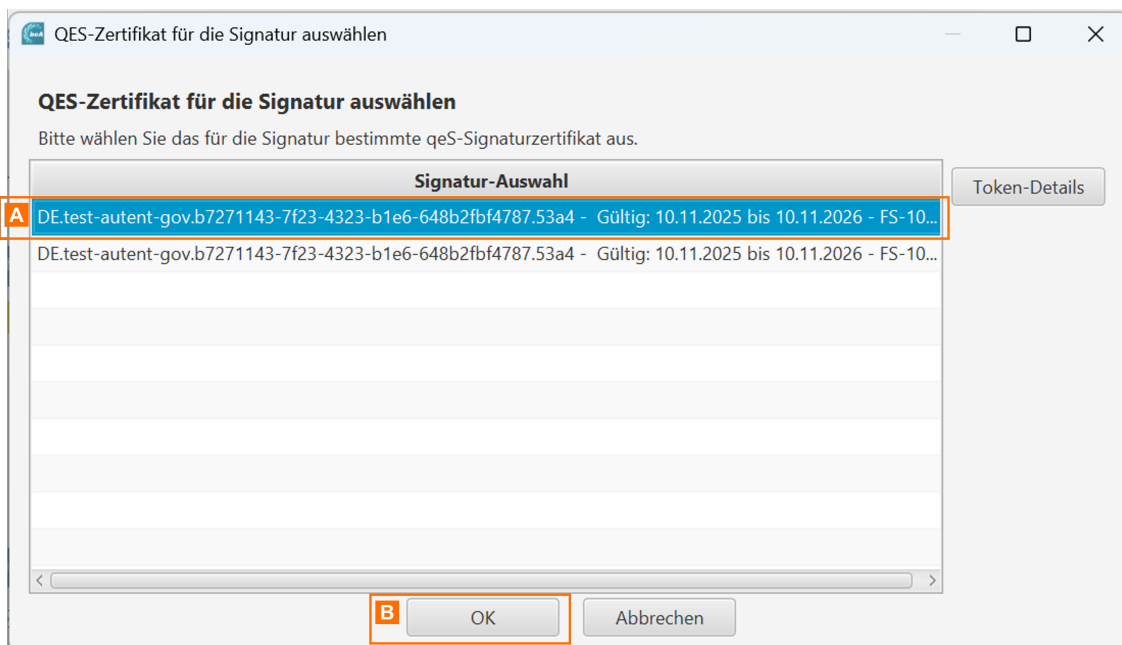 beA QES-Zertifikat für die Signatur auswählen
QES-Zertifikat für die Signatur auswählen
Bitte wählen Sie das für die Signatur bestimmte qeS-Signaturzertifikat aus.
Signatur-Auswahl
Token-Details
A DE.test-autent-gov.b7271143-7f23-4323-b1e6-648b2fbf4787.53a4 - Gültig: 10.11.2025 bis 10.11.2026 - FS-10...
DE.test-autent-gov.b7271143-7f23-4323-b1e6-648b2fbf4787.53a4 - Gültig: 10.11.2025 bis 10.11.2026 - FS-10...
B OK Abbrechen